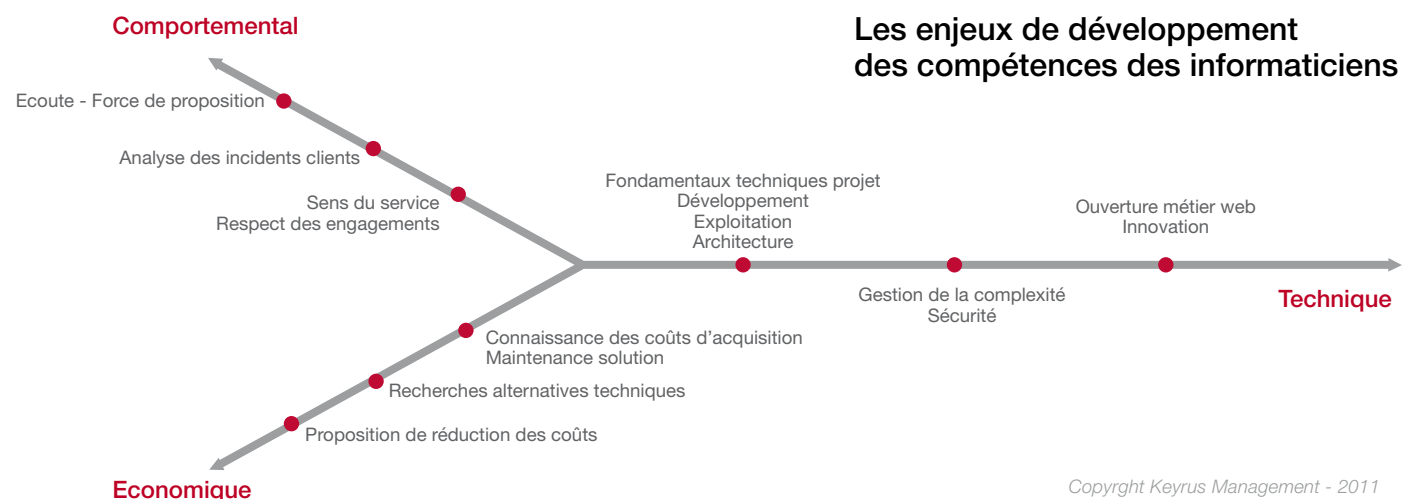 Les enjeux de développement
des compétences des informaticiens
Comportemental
Ecoute - Force de proposition
Analyse des incidents clients
Sens du service
Respect des engagements
Fondamentaux techniques projet
Développement
Exploitation
Architecture
Ouverture métier web
Innovation
Gestion de la complexité
Sécurité
Technique
Connaissance des coûts d'acquisition
Maintenance solution
Recherches alternatives techniques
Proposition de réduction des coûts
Economique
Copyrght Keyrus Management - 2011